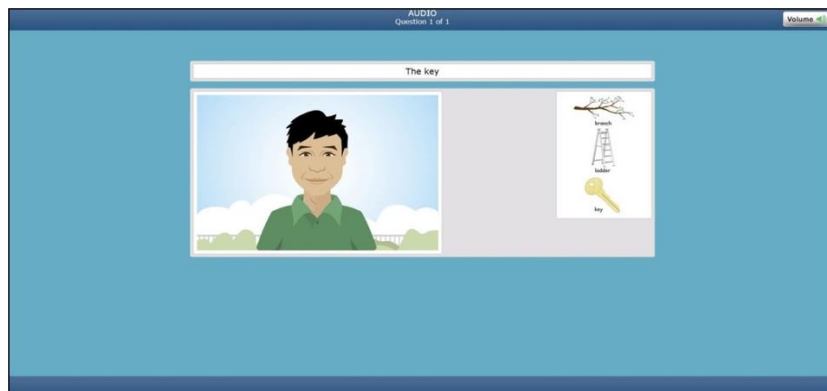 AUDIO
Question 1 of 1
Volume
The key
branch
ladder
key